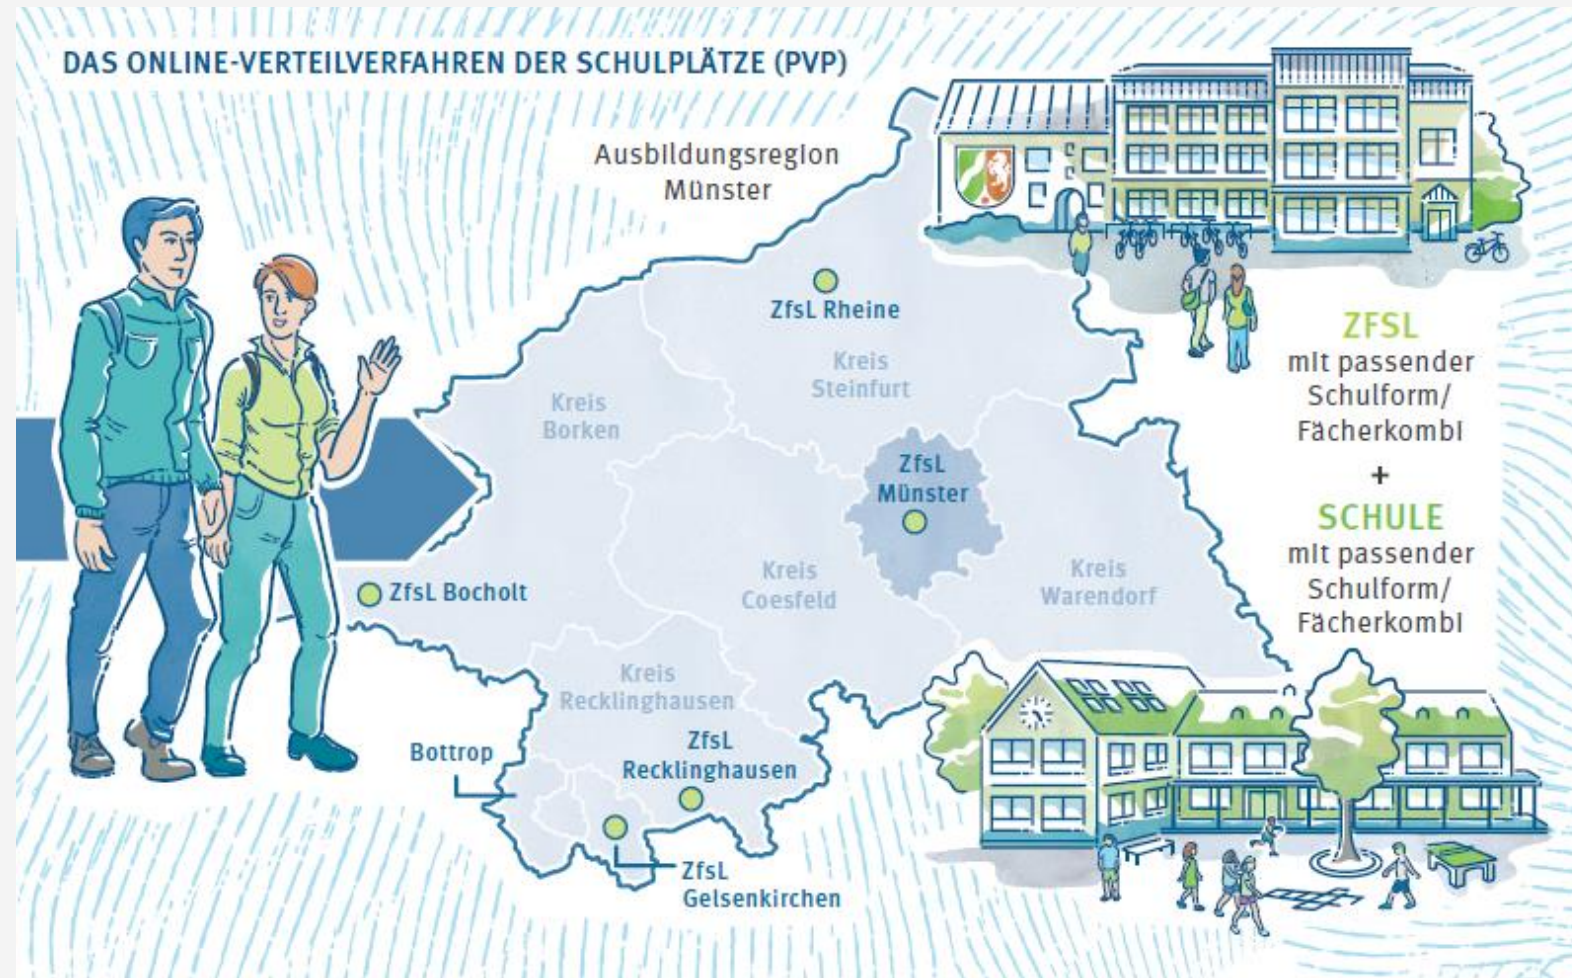 DAS ONLINE-VERTEILVERFAHREN DER SCHULPLÄTZE (PVP)
Ausbildungsregion
Münster
ZfsL Rheine
Kreis
Steinfurt
Kreis
Borken
ZfsL
Münster
ZfsL Bocholt
Kreis
Coesfeld
Kreis
Warendorf
Kreis
Recklinghausen
ZfsL
Recklinghausen
Bottrop
ZfsL
Gelsenkirchen
ZFSL
mit passender
Schulform/
Fächerkombi
+
SCHULE
mit passender
Schulform/
Fächerkombi